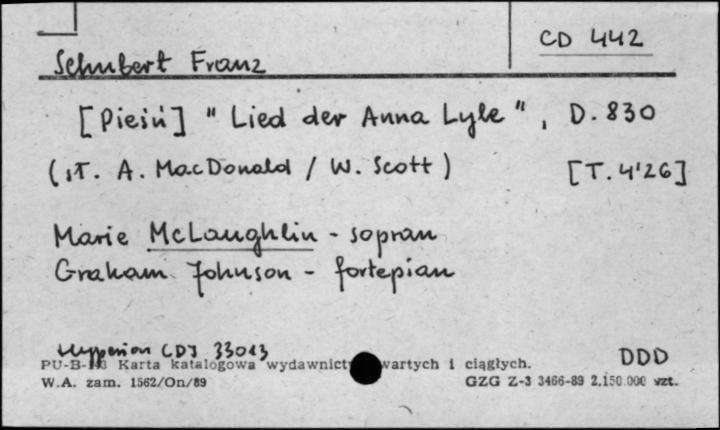 CD 442
Schubert Franz
[Pieśń] "Lied der Anna Lyle", D. 830
(sł. A. MacDonald / W. Scott) [T. 4'26]
Marie McLaughlin - sopran
Graham Johnson - fortepian
Hyperion CDJ 33013 DDD
PU-B-113 Karta katalogowa wydawnictw zwartych i ciągłych.
W.A. zam. 1562/On/89 GZG Z-3 3466-89 2.150.000 szt.